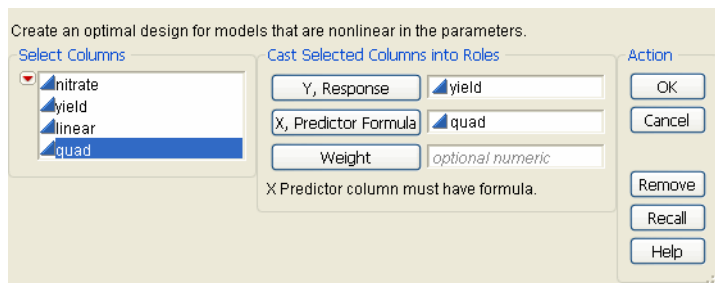 Create an optimal design for models that are nonlinear in the parameters.
Select Columns
nitrate
yield
linear
quad
Cast Selected Columns into Roles
Y, Response
yield
X, Predictor Formula
quad
Weight
optional numeric
X Predictor column must have formula.
Action
OK
Cancel
Remove
Recall
Help